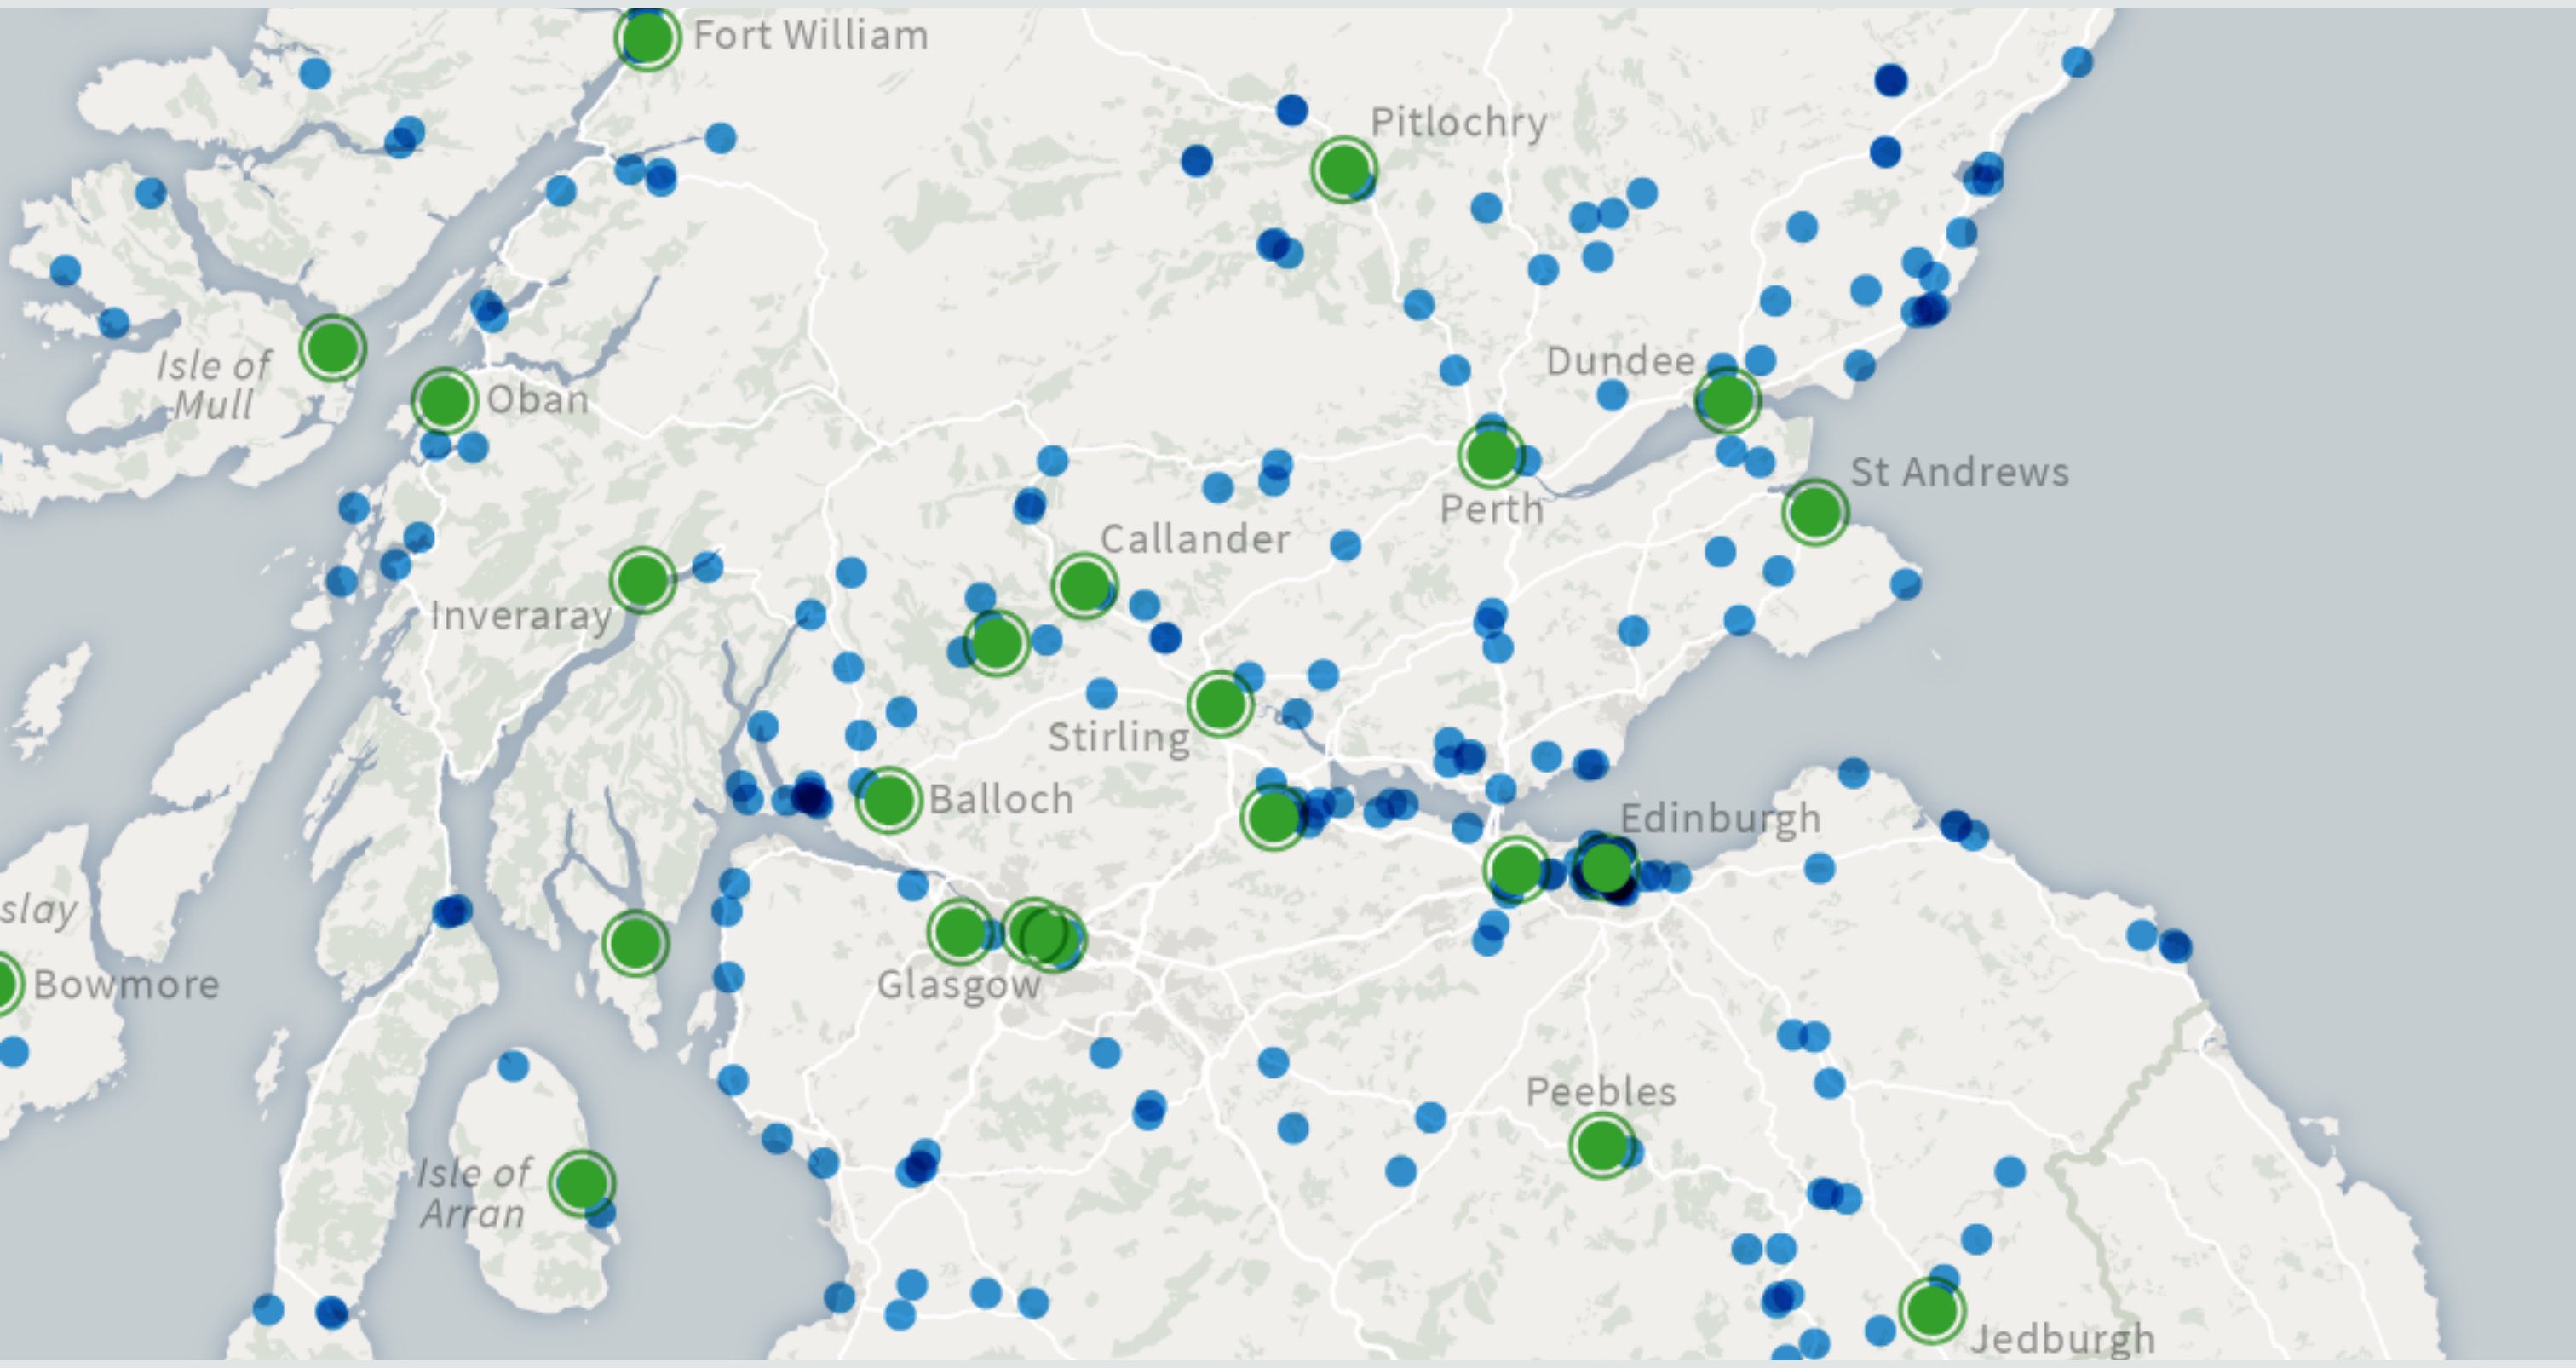 Fort William
Pitlochry
Dundee
Isle of
Mull
Oban
St Andrews
Perth
Callander
Inveraray
Stirling
Balloch
Edinburgh
slay
Bowmore
Glasgow
Peebles
Isle of
Arran
Jedburgh